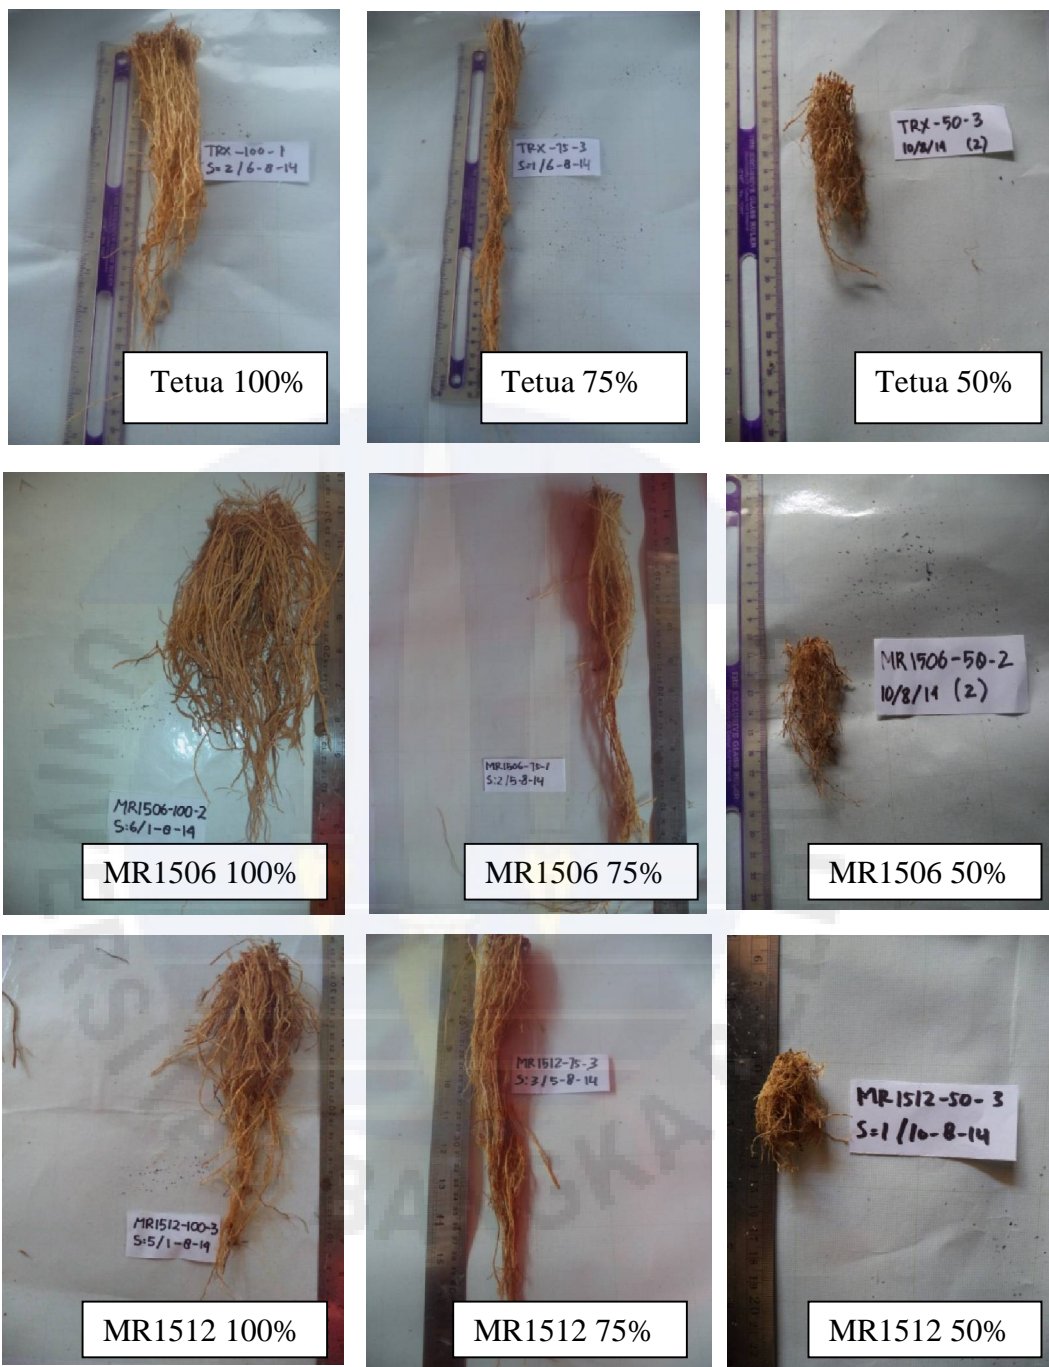 TRX-100-1
S=2/6-8-14
Tetua 100%
TRX-75-3
S=1/6-8-14
Tetua 75%
TRX-50-3
10/8/14 (2)
Tetua 50%
MR1506-100-2
S:6/1-8-14
MR1506 100%
MR1506-75-1
S:2/5-8-14
MR1506 75%
MR1506-50-2
10/8/14 (2)
MR1506 50%
MR1512-100-3
S:5/1-8-14
MR1512 100%
MR1512-75-3
S:3/5-8-14
MR1512 75%
MR1512-50-3
S=1/10-8-14
MR1512 50%